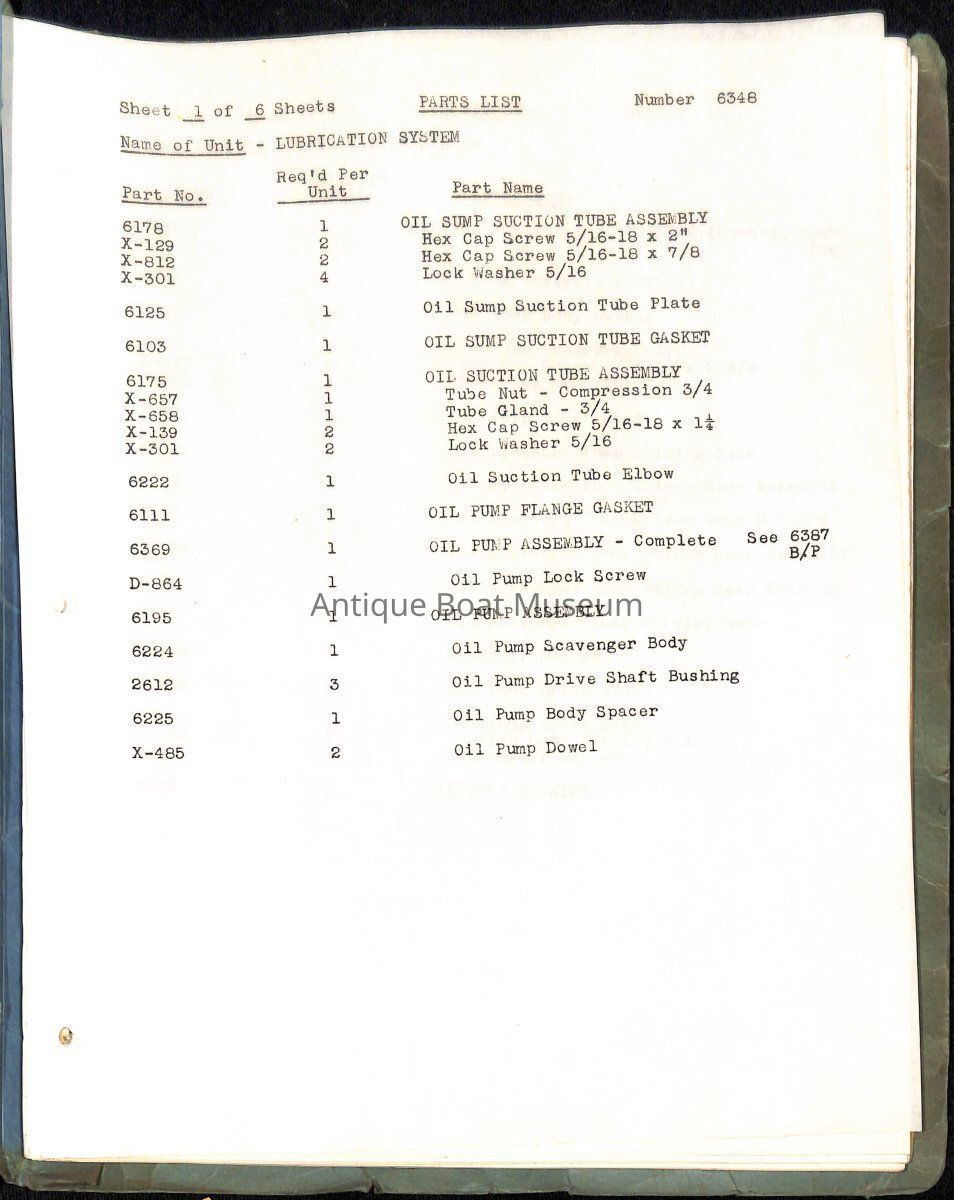 Sheet 1 of 6 Sheets PARTS LIST Number 6348
Name of Unit - LUBRICATION SYSTEM
Req'd Per
Part No. Unit Part Name
6178 1 OIL SUMP SUCTION TUBE ASSEMBLY
X-129 2 Hex Cap Screw 5/16-18 x 2"
X-812 2 Hex Cap Screw 5/16-18 x 7/8
X-301 4 Lock Washer 5/16
6125 1 Oil Sump Suction Tube Plate
6103 1 OIL SUMP SUCTION TUBE GASKET
6175 1 OIL SUCTION TUBE ASSEMBLY
X-657 1 Tube Nut - Compression 3/4
X-658 1 Tube Gland - 3/4
X-139 2 Hex Cap Screw 5/16-18 x 1¼
X-301 2 Lock Washer 5/16
6222 1 Oil Suction Tube Elbow
6111 1 OIL PUMP FLANGE GASKET
6369 1 OIL PUMP ASSEMBLY - Complete See 6387
B/P
D-864 1 Oil Pump Lock Screw
Antique Boat Museum
6195 1 OIL PUMP ASSEMBLY
6224 1 Oil Pump Scavenger Body
2612 3 Oil Pump Drive Shaft Bushing
6225 1 Oil Pump Body Spacer
X-485 2 Oil Pump Dowel